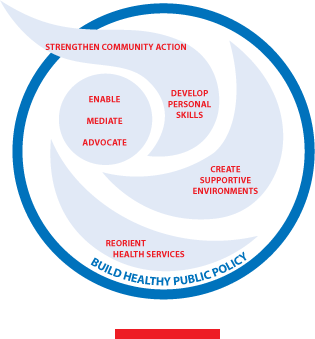 STRENGTHEN COMMUNITY ACTION
ENABLE
MEDIATE
ADVOCATE
DEVELOP
PERSONAL
SKILLS
CREATE
SUPPORTIVE
ENVIRONMENTS
REORIENT
HEALTH SERVICES
BUILD HEALTHY PUBLIC POLICY